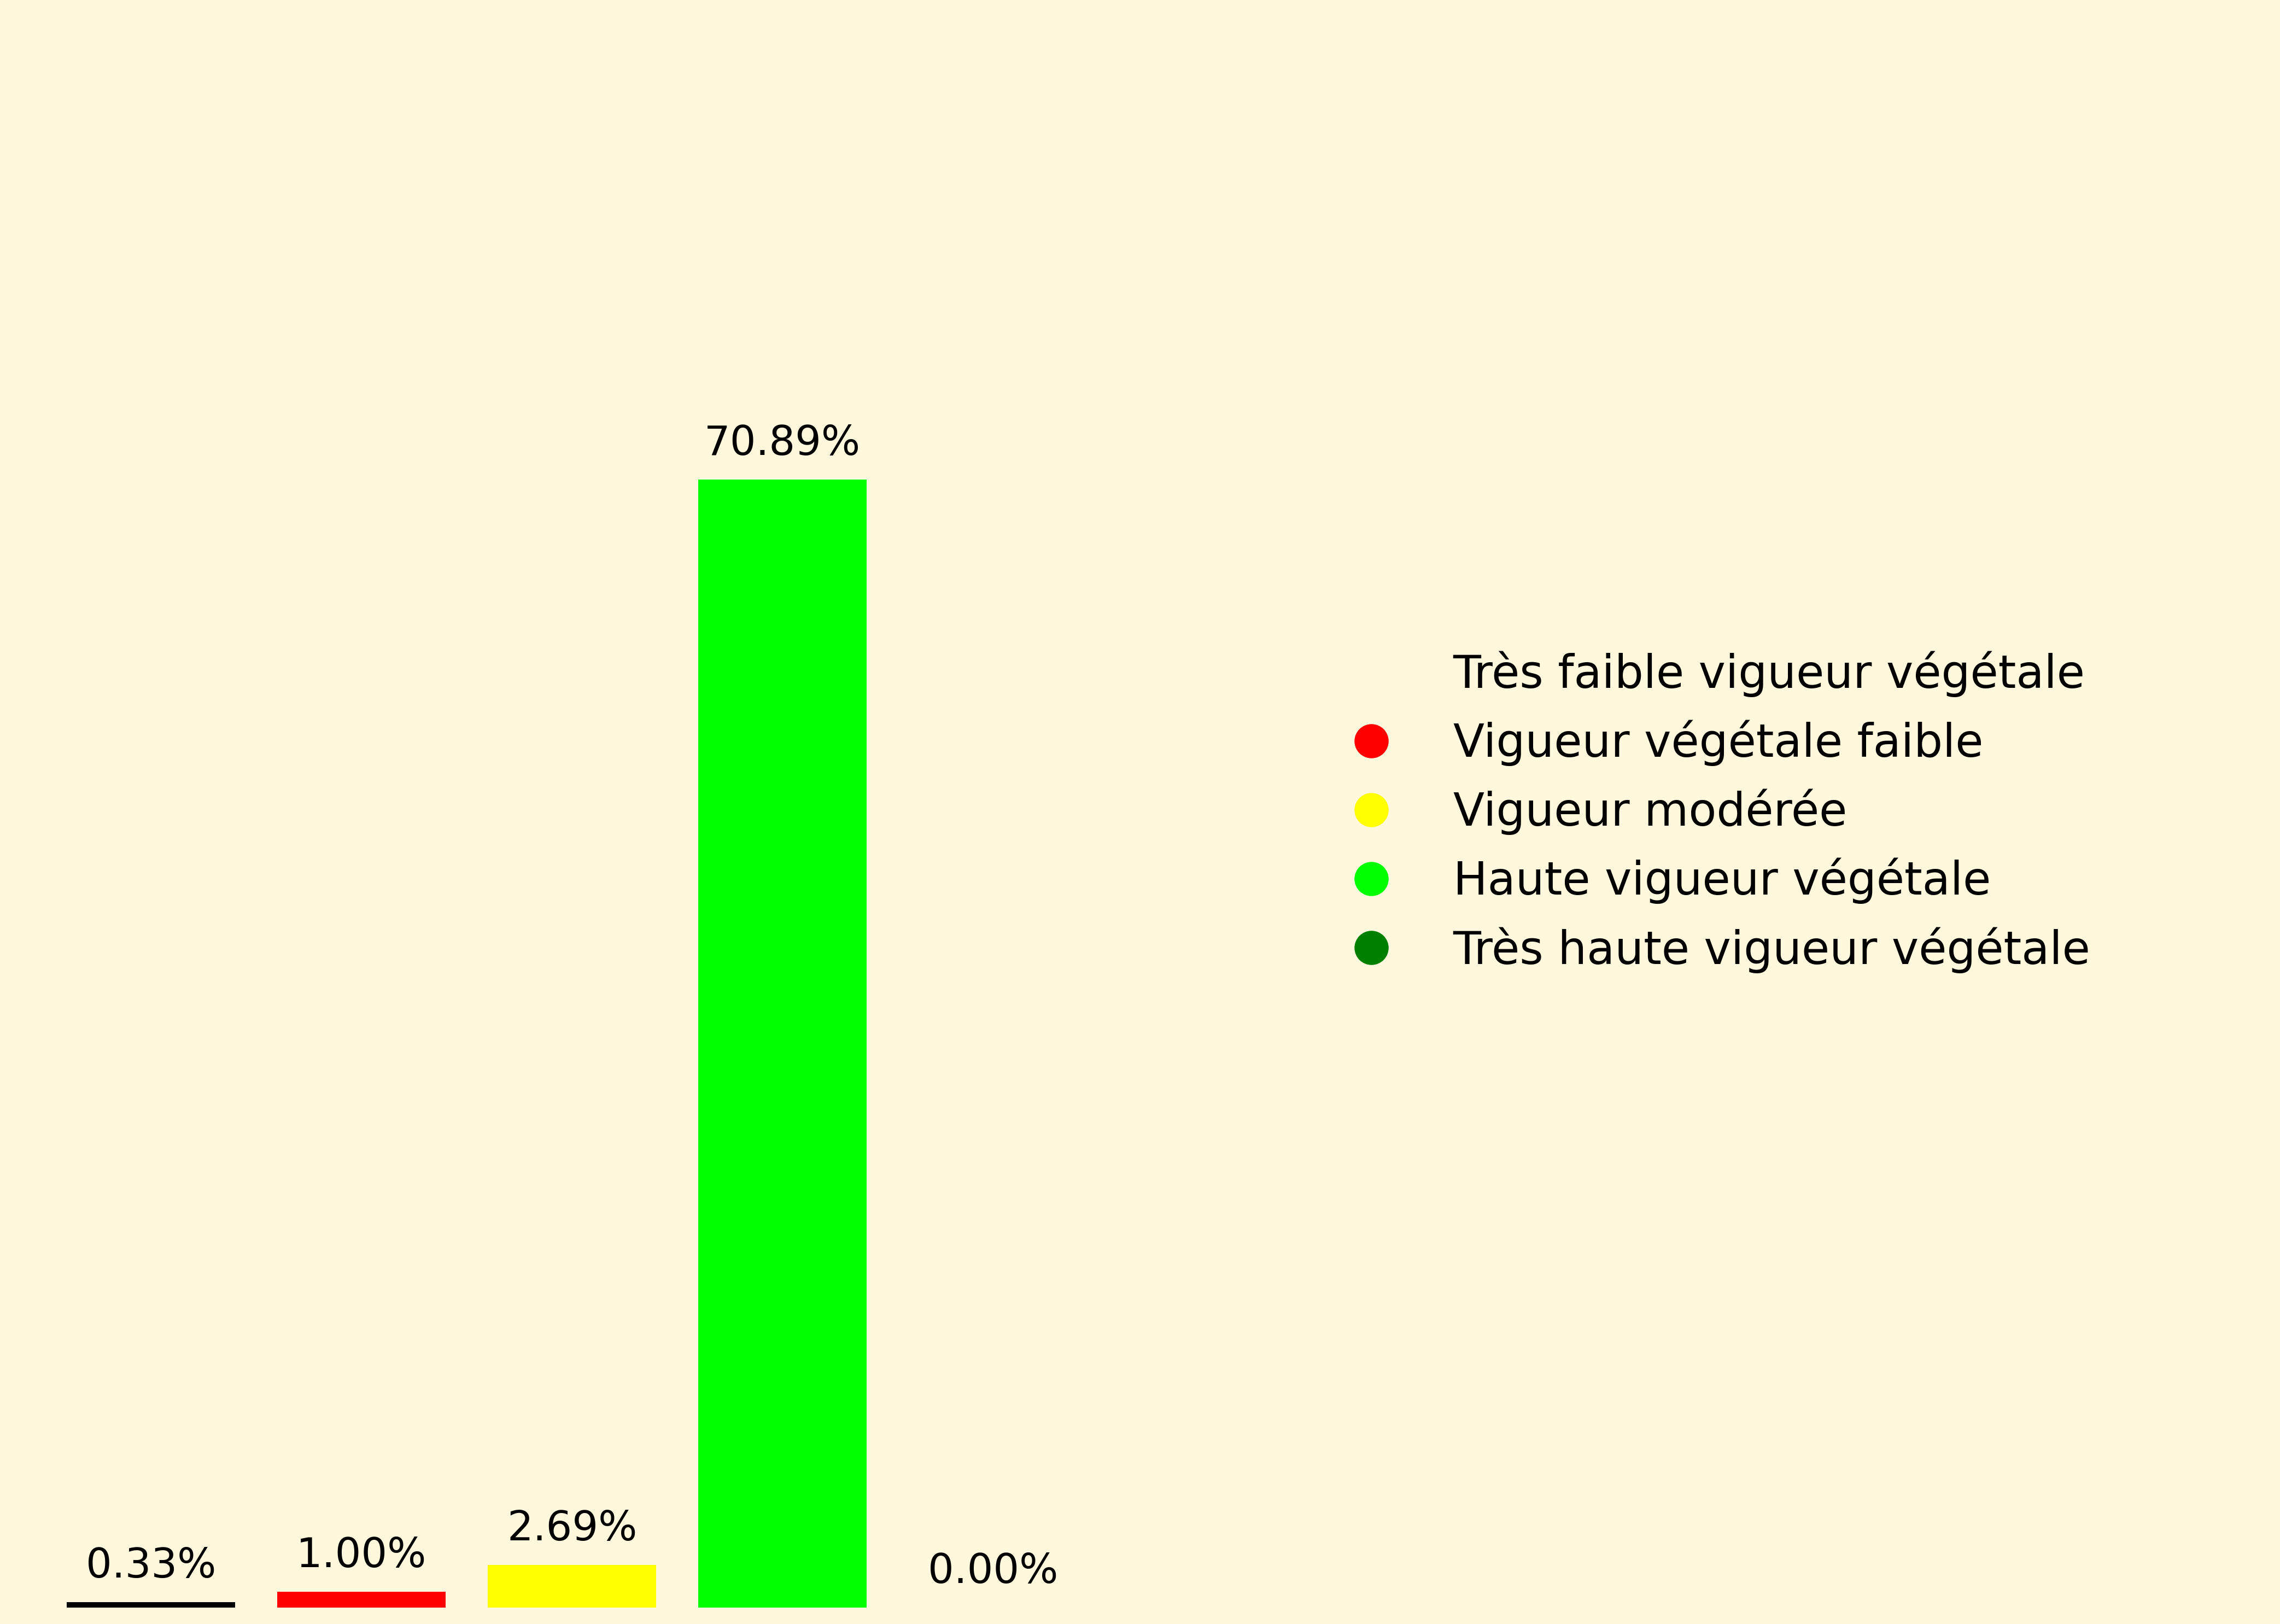 70.89%
Très faible vigueur végétale
Vigueur végétale faible
Vigueur modérée
Haute vigueur végétale
Très haute vigueur végétale
2.69%
1.00%
0.33%
0.00%